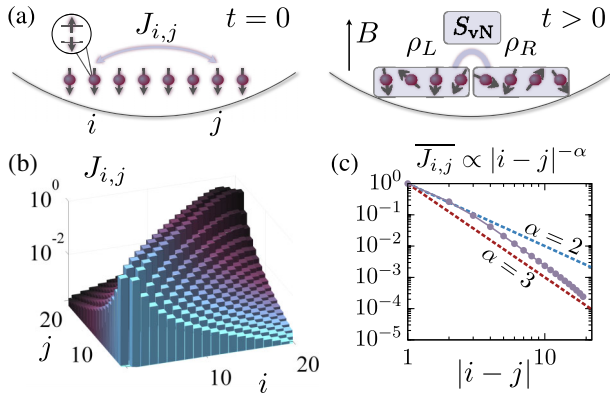 (a)
J_{i,j}
t = 0
i
j
t > 0
B
S_{vN}
ρ_L
ρ_R
(b)
J_{i,j}
10^0
10^{-2}
20
10
j
10
20
i
(c)
\overline{J_{i,j}} ∝ |i − j|^{−α}
10^0
10^{-1}
10^{-2}
10^{-3}
10^{-4}
10^{-5}
α = 2
α = 3
1
10
|i − j|